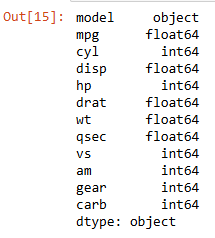 Out[15]: model object
mpg float64
cyl int64
disp float64
hp int64
drat float64
wt float64
qsec float64
vs int64
am int64
gear int64
carb int64
dtype: object